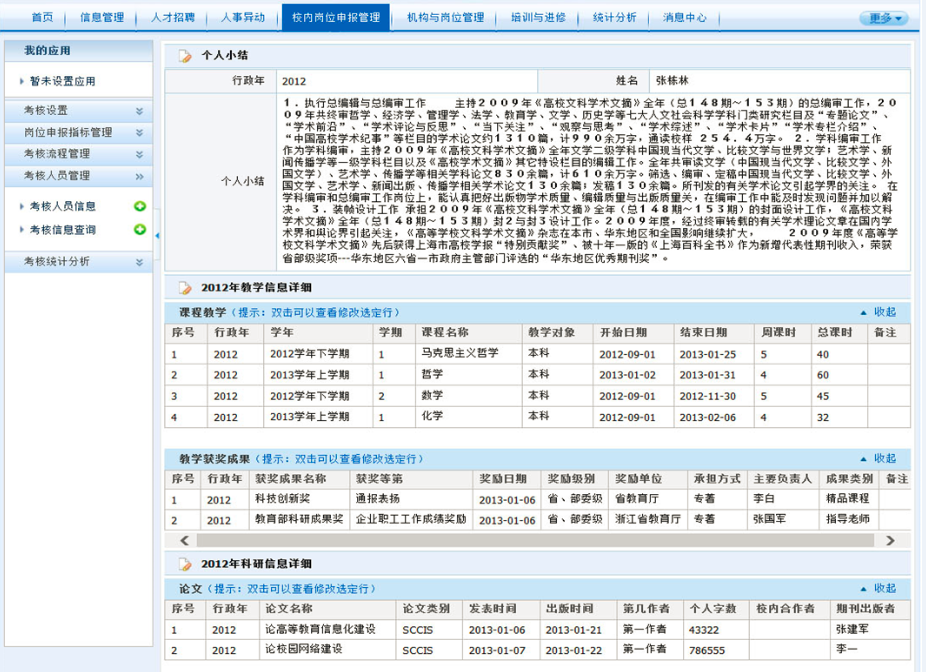 首页 信息管理 人才招聘 人事异动 校内岗位申报管理 机构与岗位管理 培训与进修 统计分析 消息中心 更多
我的应用
暂未设置应用
考核设置
岗位申报指标管理
考核流程管理
考核人员管理
考核人员信息
考核信息查询
考核统计分析
个人小结
行政年 2012 姓名 张栋林
个人小结
1．执行总编辑与总编审工作 主持2009年《高校文科学术文摘》全年（总148期～153期）的总编审工作，20
09年共终审哲学、经济学、管理学、法学、教育学、文学、历史学等七大人文社会科学学科门类研究栏目及“专题论文”、
“学术前沿”、“学术评论与反思”、“当下关注”、“观察与思考”、“学术综述”、“学术卡片”“学术专栏介绍”、
“中国高校学术纪事”等栏目的学术论文约1310篇，计990余万字，通读校样254.4万字。 2．学科编审工作
作为学科编审，主持2009年《高校文科学术文摘》全年文学二级学科中国现当代文学、比较文学与世界文学；艺术学、新
闻传播学等一级学科栏目以及《高校学术文摘》其它特设栏目的编辑工作。全年共审读文学（中国现当代文学、比较文学、外
国文学）、艺术学、传播学等相关学科论文830余篇，计610余万字。筛选、编审、定稿中国现当代文学、比较文学、外
国文学、艺术学、新闻出版、传播学相关学术论文130余篇；发稿130余篇。所刊发的有关学术论文引起学界的关注。 在
学科编审和总编审工作岗位上，能认真把好出版物学术质量、编辑质量与出版质量关，在编审工作中能及时发现问题并加以解
决。 3．装帧设计工作 承担2009年《高校文科学术文摘》全年（总148期～153期）的封面设计工作，《高校文科
学术文摘》全年（总148期～153期）封2与封3设计工作。2009年度，经过终审转载的有关学术理论文章在国内学
术界和舆论界引起关注，《高等学校文科学术文摘》杂志在本市、华东地区和全国影响继续扩大， 2009年度《高等学
校文科学术文摘》先后获得上海市高校学报“特别贡献奖”、被十年一版的《上海百科全书》作为新增代表性期刊收入，荣获
省部级奖项---华东地区六省一市政府主管部门评选的“华东地区优秀期刊奖”。
2012年教学信息详细
课程教学（提示：双击可以查看修改选定行） 收起
序号 行政年 学年 学期 课程名称 教学对象 开始日期 结束日期 周课时 总课时 备注
1 2012 2012学年下学期 1 马克思主义哲学 本科 2012-09-01 2013-01-25 5 40
2 2012 2013学年上学期 1 哲学 本科 2013-01-02 2013-01-31 4 60
3 2012 2012学年下学期 2 数学 本科 2012-09-01 2012-11-30 5 45
4 2012 2013学年上学期 1 化学 本科 2012-09-01 2013-02-06 4 32
教学获奖成果（提示：双击可以查看修改选定行） 收起
序号 行政年 获奖成果名称 获奖等第 奖励日期 奖励级别 奖励单位 承担方式 主要负责人 成果类别 备注
1 2012 科技创新奖 通报表扬 2013-01-06 省、部委级 省教育厅 专著 李白 精品课程
2 2012 教育部科研成果奖 企业职工工作成绩奖励 2013-01-06 省、部委级 浙江省教育厅 专著 张国军 指导老师
2012年科研信息详细
论文（提示：双击可以查看修改选定行） 收起
序号 行政年 论文名称 论文类别 发表时间 出版时间 第几作者 个人字数 校内合作者 期刊出版者
1 2012 论高等教育信息化建设 SCCIS 2013-01-06 2013-01-21 第一作者 43322 张建军
2 2012 论校园网络建设 SCCIS 2013-01-07 2013-01-22 第一作者 786555 李一